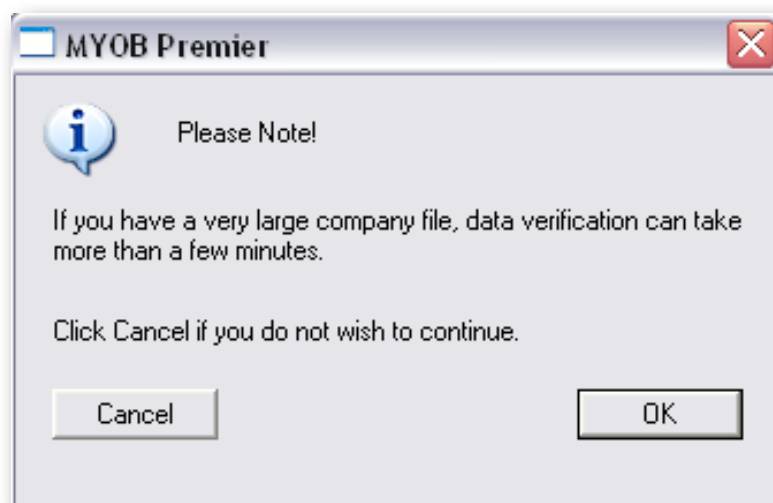 MYOB Premier
Please Note!
If you have a very large company file, data verification can take
more than a few minutes.
Click Cancel if you do not wish to continue.
Cancel
OK